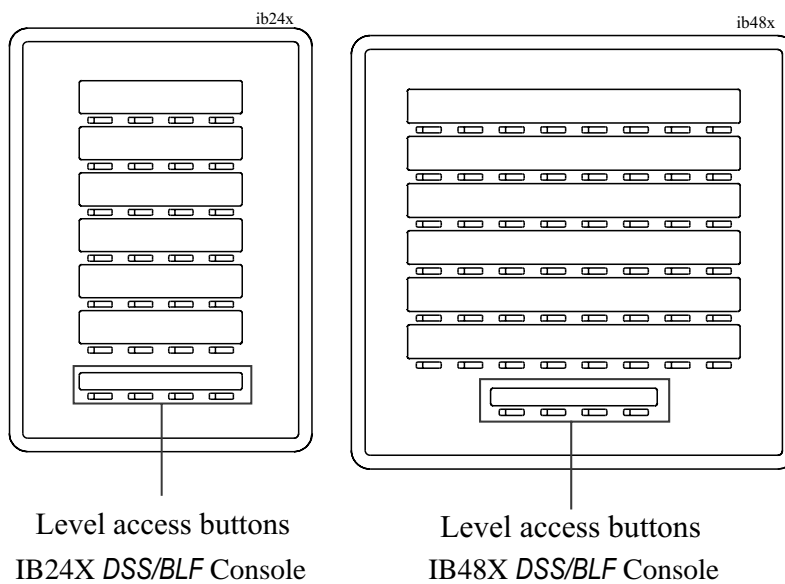 ib24x
ib48x
Level access buttons
IB24X DSS/BLF Console
Level access buttons
IB48X DSS/BLF Console